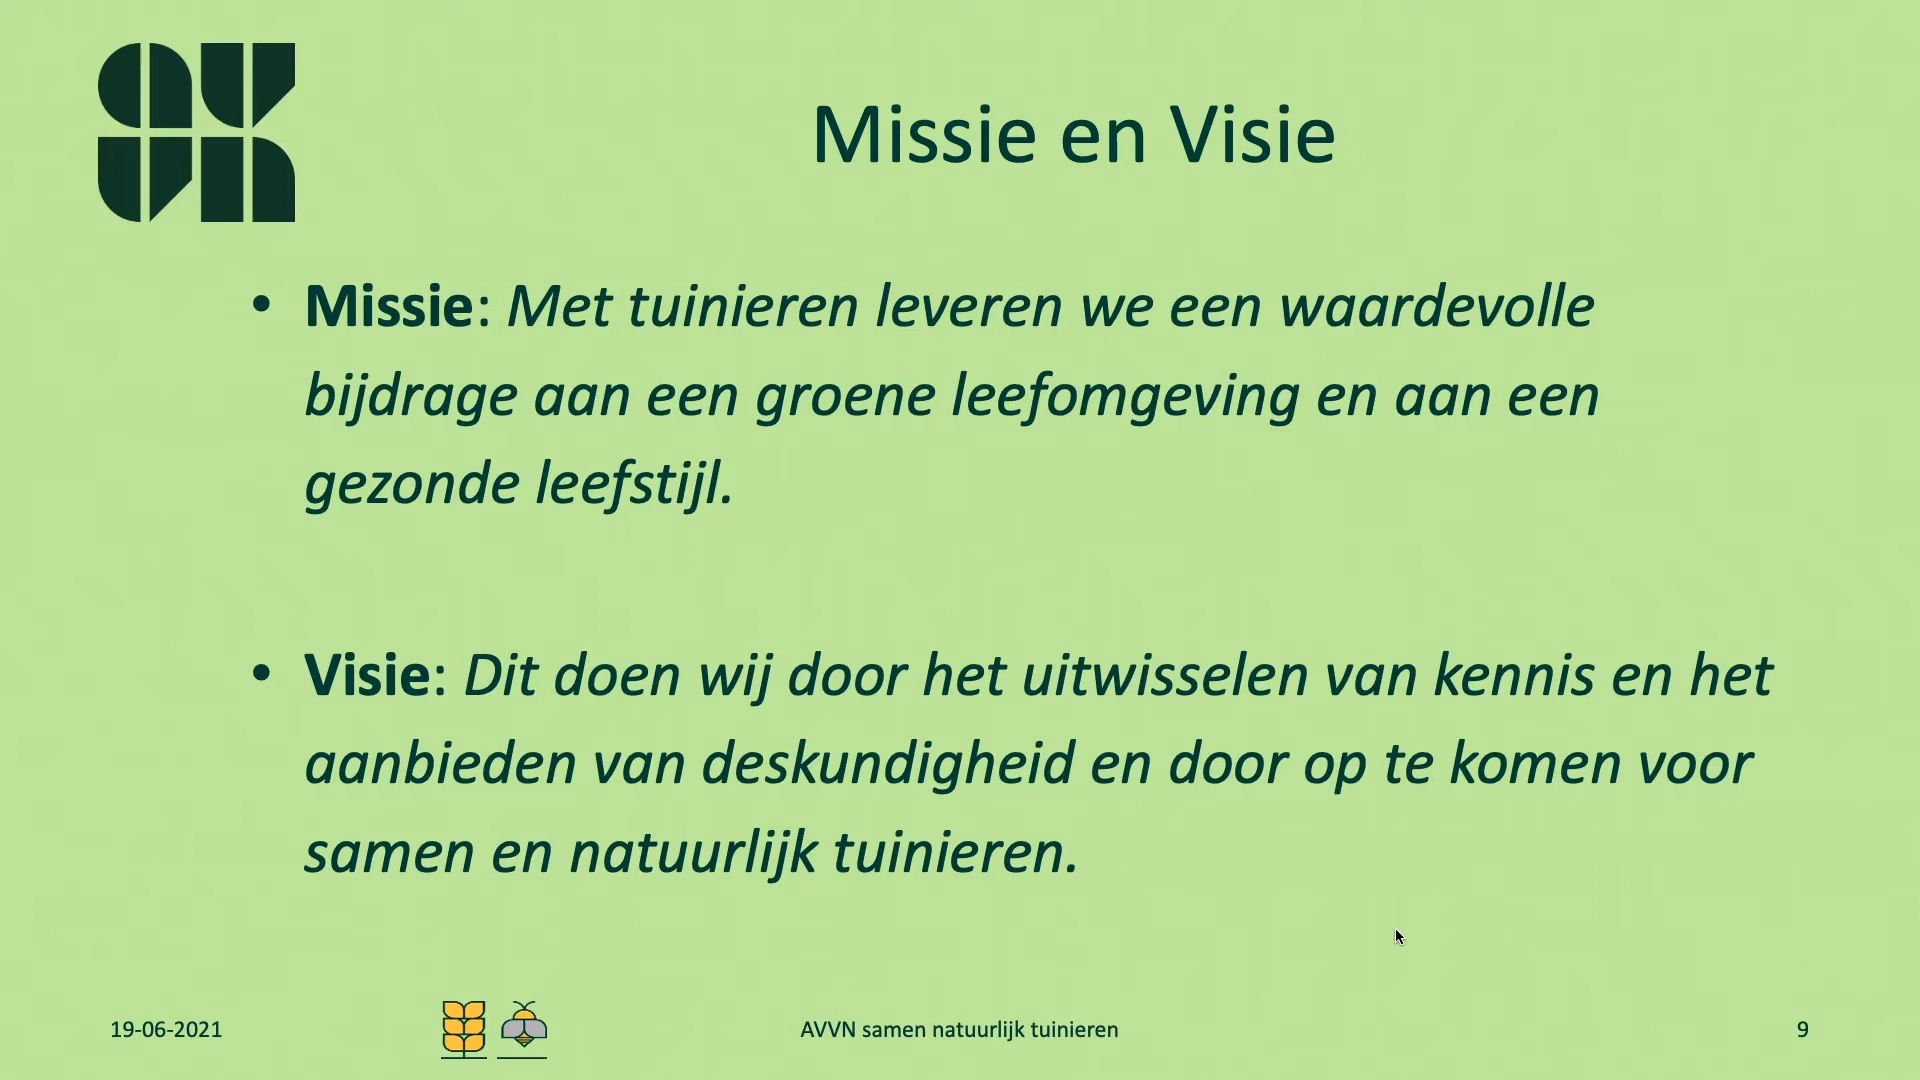 Missie en Visie
• Missie: Met tuinieren leveren we een waardevolle
bijdrage aan een groene leefomgeving en aan een
gezonde leefstijl.
• Visie: Dit doen wij door het uitwisselen van kennis en het
aanbieden van deskundigheid en door op te komen voor
samen en natuurlijk tuinieren.
19-06-2021
AVVN samen natuurlijk tuinieren
9